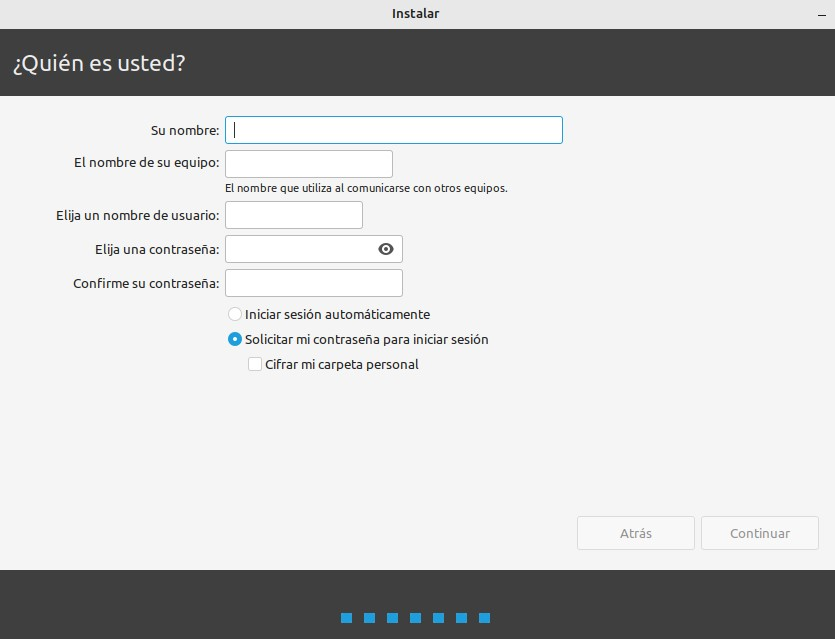 Instalar
¿Quién es usted?
Su nombre:
El nombre de su equipo:
El nombre que utiliza al comunicarse con otros equipos.
Elija un nombre de usuario:
Elija una contraseña:
Confirme su contraseña:
Iniciar sesión automáticamente
Solicitar mi contraseña para iniciar sesión
Cifrar mi carpeta personal
Atrás Continuar